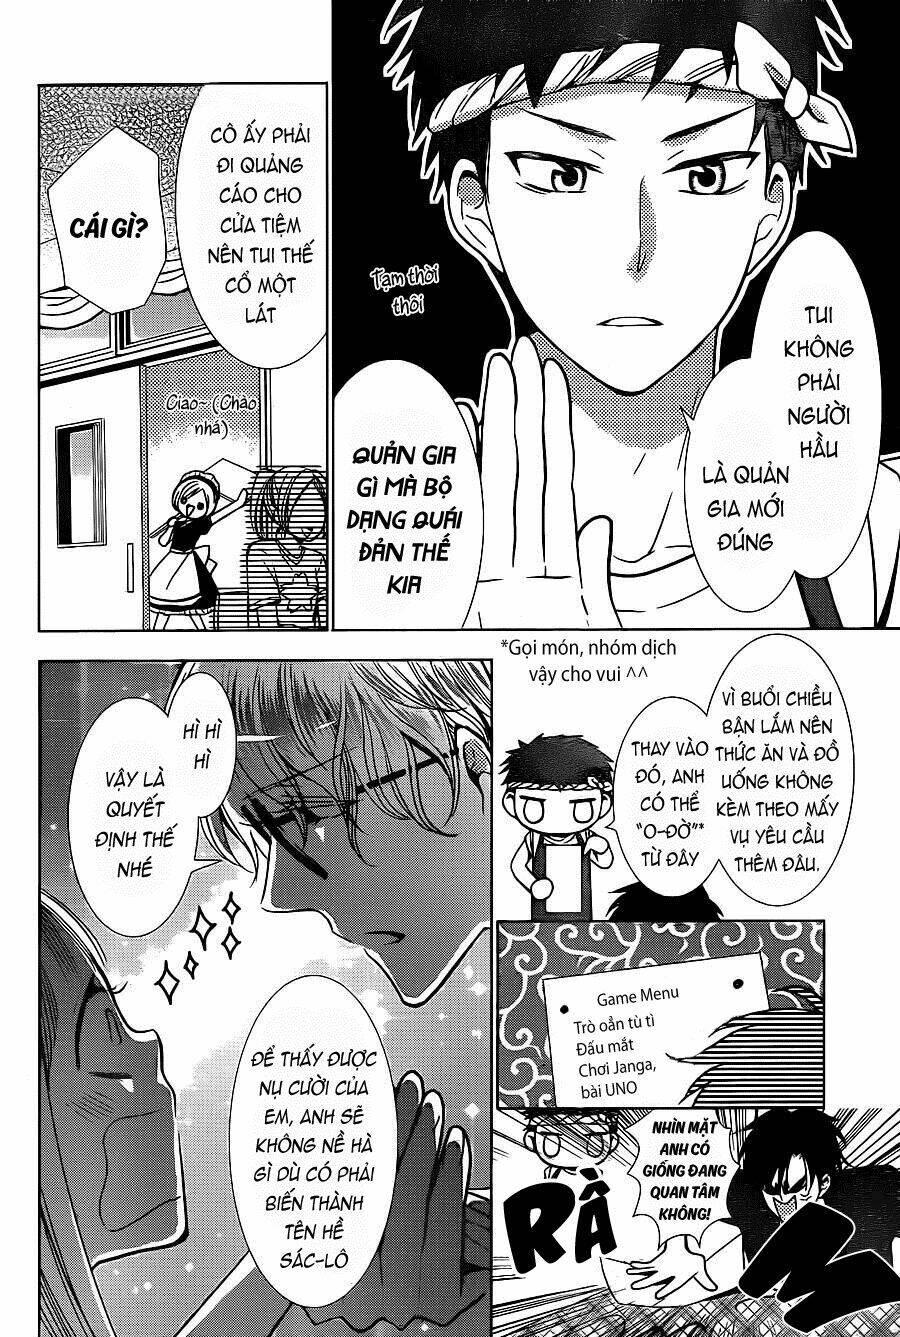 TUI
KHÔNG
PHẢI
NGƯỜI
HẦU
LÀ QUẢN
GIA MỚI
ĐÚNG
Tạm thời
thôi
QUẢN GIA
GÌ MÀ BỘ
DẠNG QUÁI
ĐẢN THẾ
KIA
CÔ ẤY PHẢI
ĐI QUẢNG
CÁO CHO
CỬA TIỆM
NÊN TUI THẾ
CỔ MỘT
LÁT
CÁI GÌ?
Ciao~ (Chào
nhá)
*Gọi món, nhóm dịch
vậy cho vui ^^
VÌ BUỔI CHIỀU
BẬN LẮM NÊN
THỨC ĂN VÀ ĐỒ
UỐNG KHÔNG
KÈM THEO MẤY
VỤ YÊU CẦU
THÊM ĐÂU.
THAY VÀO
ĐÓ, ANH
CÓ THỂ
“O-ĐỜ”*
TỪ ĐÂY
Game Menu
Trò oẳn tù tì
Đấu mắt
Chơi Janga,
bài UNO
NHÌN MẶT
ANH CÓ
GIỐNG ĐANG
QUAN TÂM
KHÔNG!
RẦ
HÌ HÌ
HÌ
VẬY LÀ
QUYẾT
ĐỊNH THẾ
NHÉ
ĐỂ THẤY ĐƯỢC
NỤ CƯỜI CỦA
EM, ANH SẼ
KHÔNG NỀ HÀ
GÌ DÙ CÓ PHẢI
BIẾN THÀNH
TÊN HỀ
SÁC-LÔ